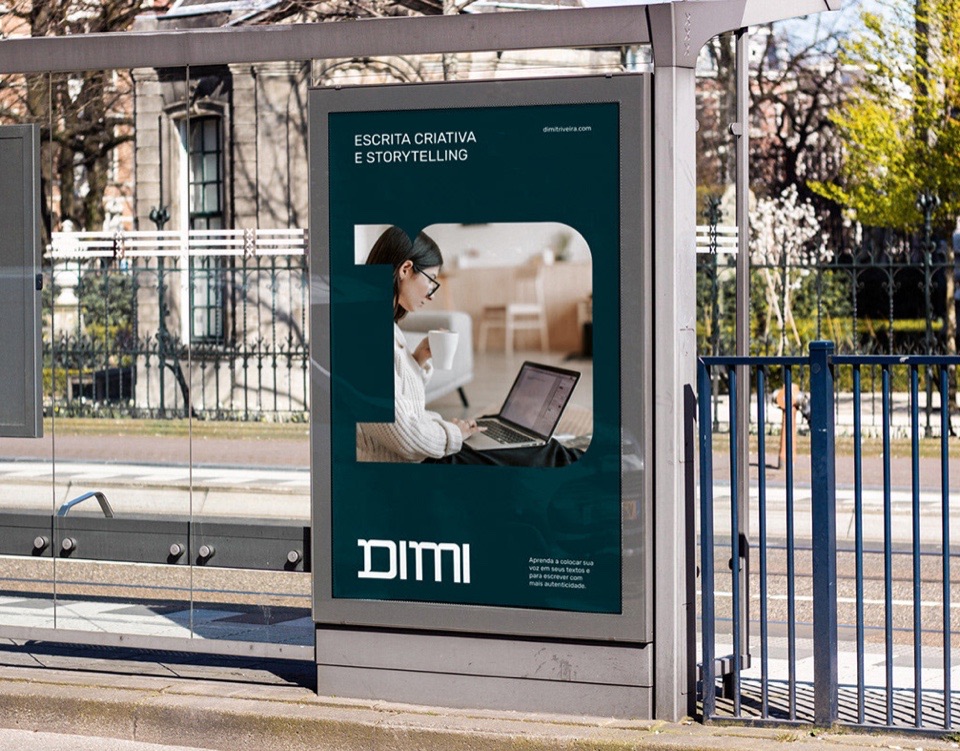 ESCRITA CRIATIVA
E STORYTELLING
dimitriveira.com
DIMI
Aprenda a colocar sua
voz em seus textos e
para escrever com
mais autenticidade.